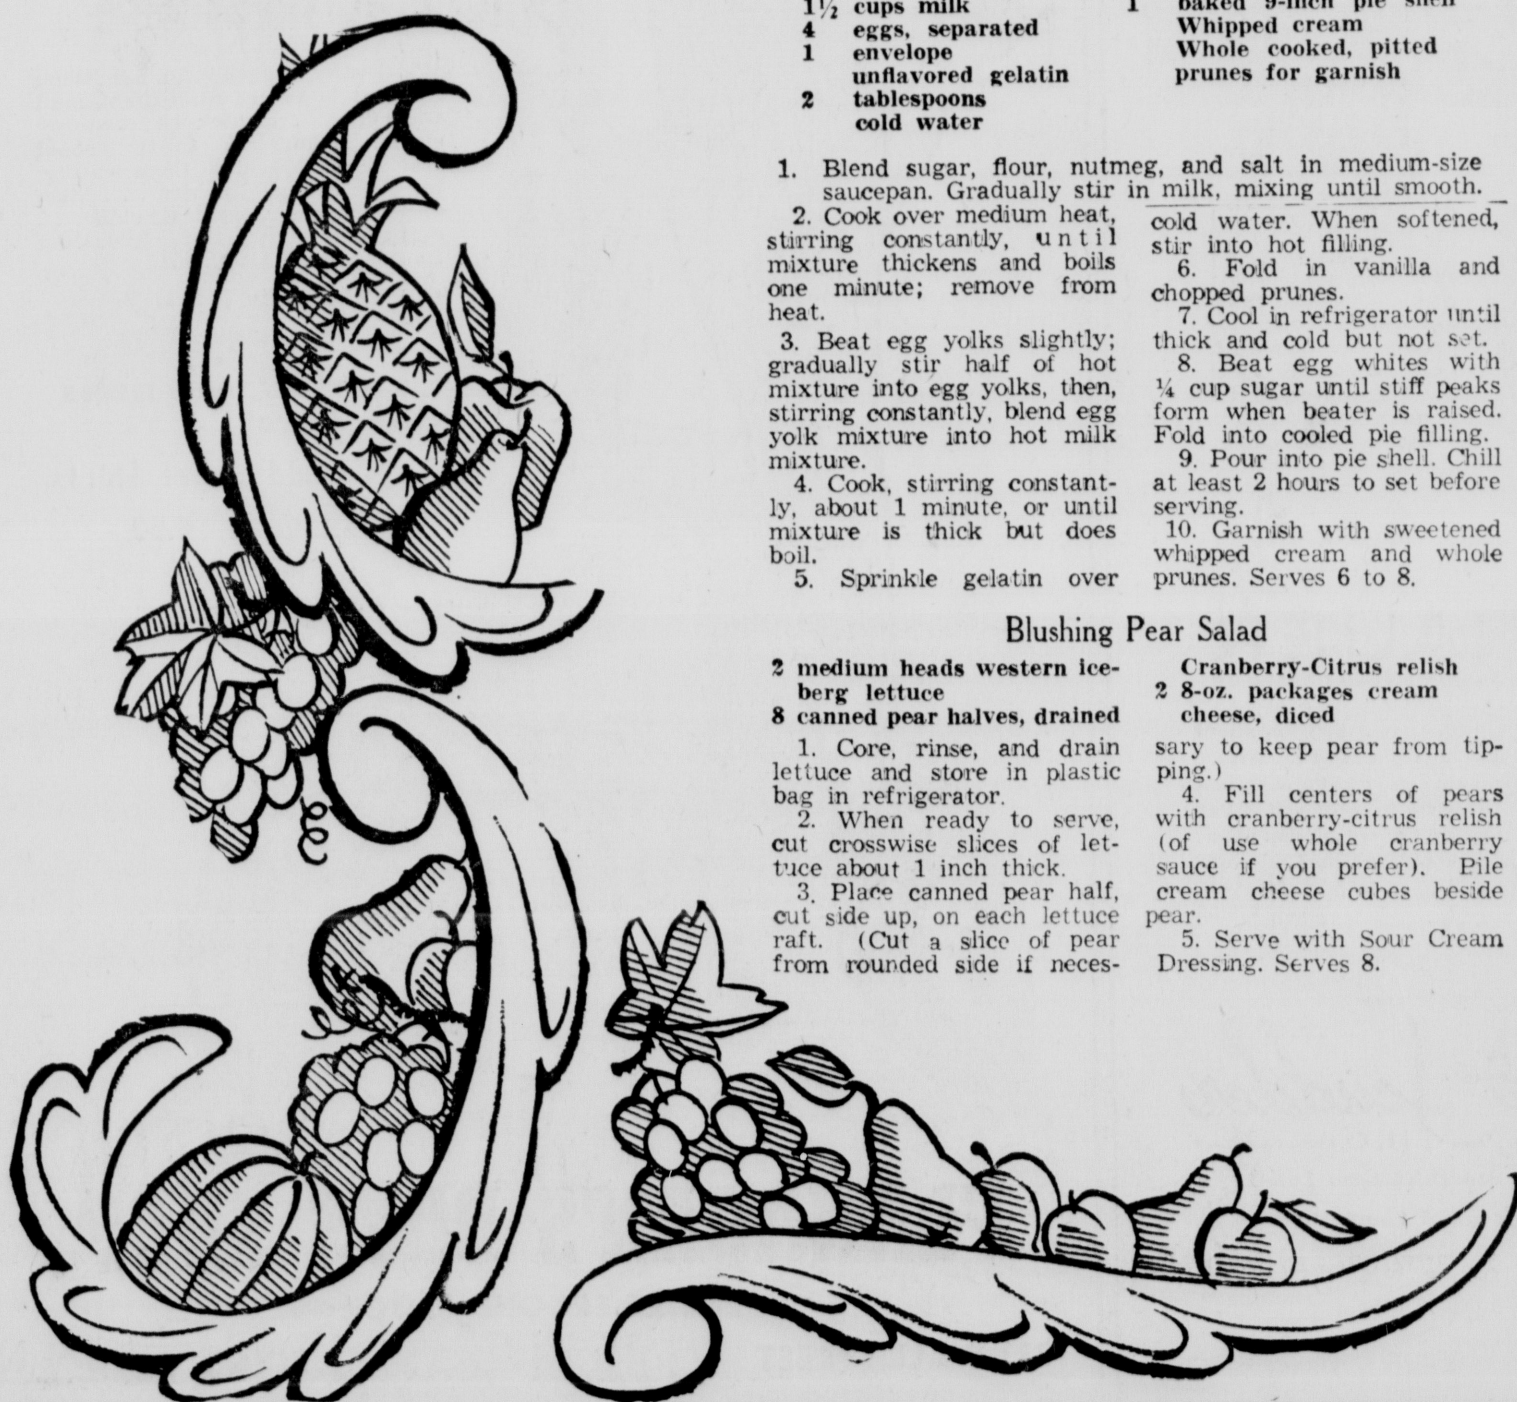 1½ cups milk
4 eggs, separated
1 envelope
unflavored gelatin
2 tablespoons
cold water
1 baked 9-inch pie shell
Whipped cream
Whole cooked, pitted
prunes for garnish
1. Blend sugar, flour, nutmeg, and salt in medium-size
saucepan. Gradually stir in milk, mixing until smooth.
2. Cook over medium heat,
stirring constantly, until
mixture thickens and boils
one minute; remove from
heat.
3. Beat egg yolks slightly;
gradually stir half of hot
mixture into egg yolks, then,
stirring constantly, blend egg
yolk mixture into hot milk
mixture.
4. Cook, stirring constant-
ly, about 1 minute, or until
mixture is thick but does
boil.
5. Sprinkle gelatin over
cold water. When softened,
stir into hot filling.
6. Fold in vanilla and
chopped prunes.
7. Cool in refrigerator until
thick and cold but not set.
8. Beat egg whites with
¼ cup sugar until stiff peaks
form when beater is raised.
Fold into cooled pie filling.
9. Pour into pie shell. Chill
at least 2 hours to set before
serving.
10. Garnish with sweetened
whipped cream and whole
prunes. Serves 6 to 8.
Blushing Pear Salad
2 medium heads western ice-
berg lettuce
8 canned pear halves, drained
Cranberry-Citrus relish
2 8-oz. packages cream
cheese, diced
1. Core, rinse, and drain
lettuce and store in plastic
bag in refrigerator.
2. When ready to serve,
cut crosswise slices of let-
tuce about 1 inch thick.
3. Place canned pear half,
cut side up, on each lettuce
raft. (Cut a slice of pear
from rounded side if neces-
sary to keep pear from tip-
ping.)
4. Fill centers of pears
with cranberry-citrus relish
(of use whole cranberry
sauce if you prefer). Pile
cream cheese cubes beside
pear.
5. Serve with Sour Cream
Dressing. Serves 8.